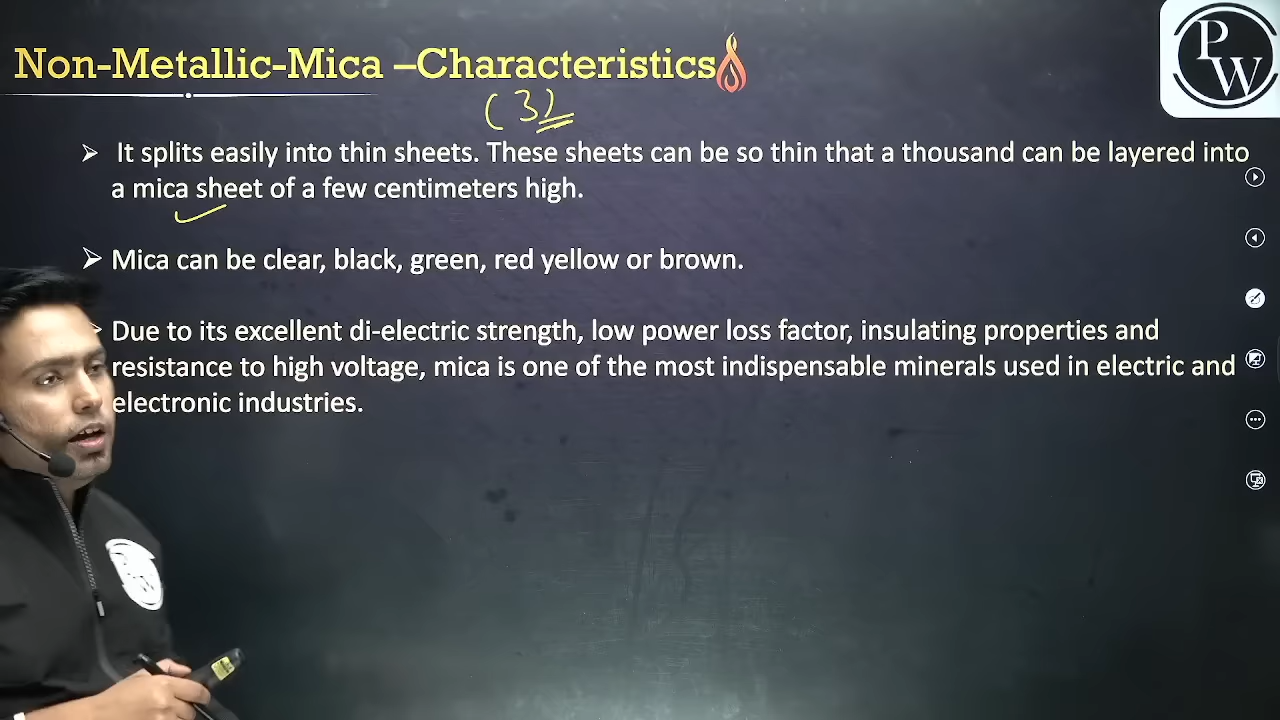 Non-Metallic-Mica –Characteristics
(3)
PW
➤ It splits easily into thin sheets. These sheets can be so thin that a thousand can be layered into
a mica sheet of a few centimeters high.
➤ Mica can be clear, black, green, red yellow or brown.
➤ Due to its excellent di-electric strength, low power loss factor, insulating properties and
resistance to high voltage, mica is one of the most indispensable minerals used in electric and
electronic industries.